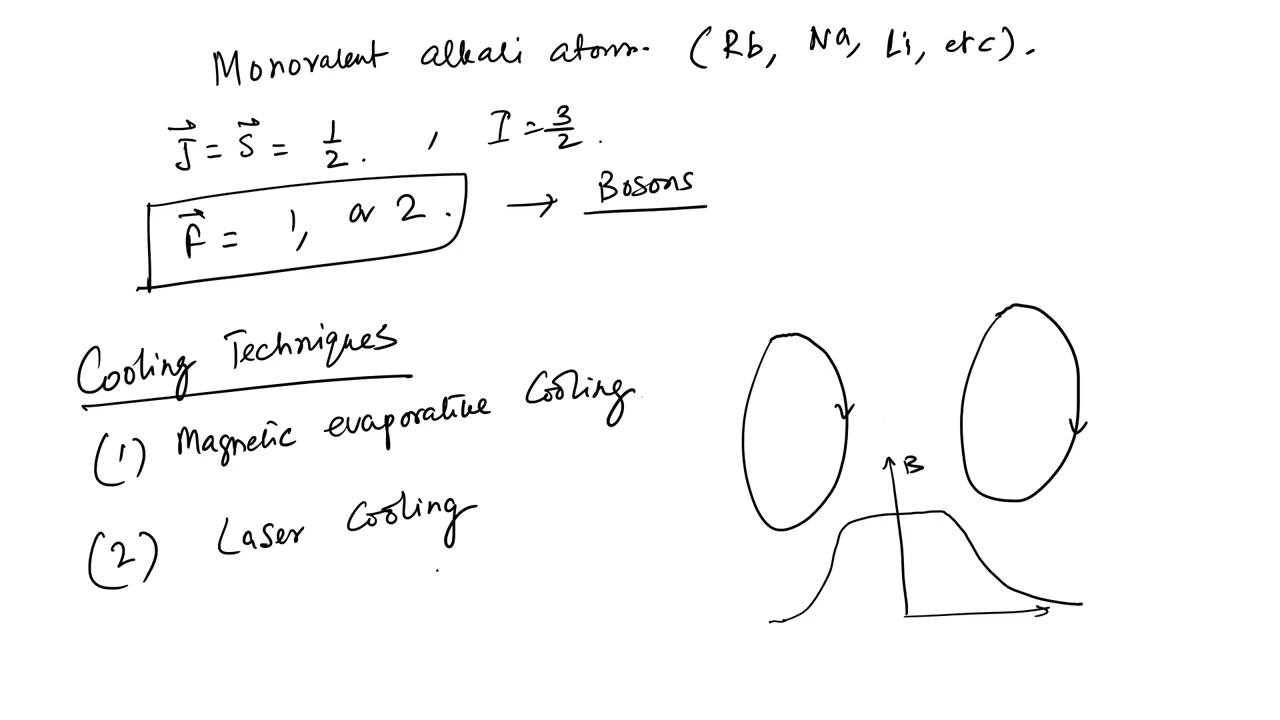 Monovalent alkali atoms. (Rb, Na, Li, etc).
J⃗ = S⃗ = 1/2. , I = 3/2.
F⃗ = 1, or 2. → Bosons
Cooling Techniques
(1) Magnetic evaporative Cooling
(2) Laser Cooling
B